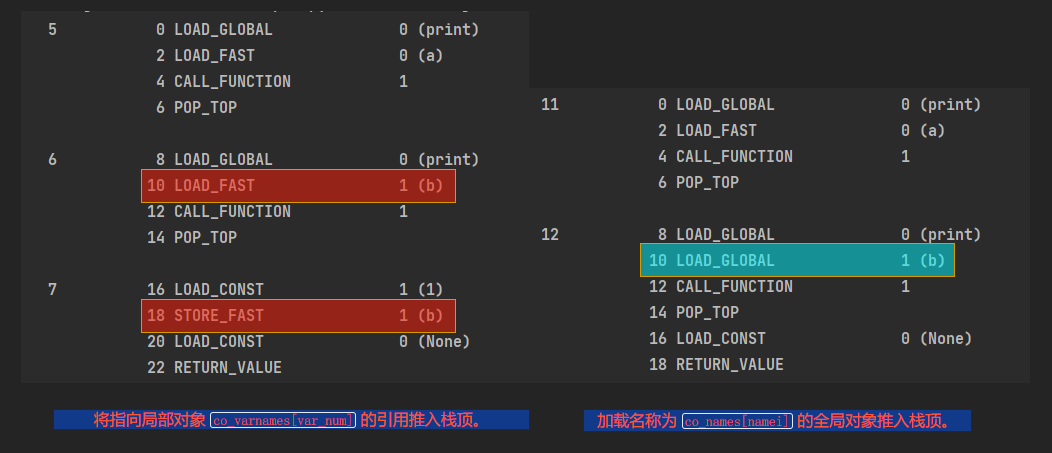 5 0 LOAD_GLOBAL 0 (print)
2 LOAD_FAST 0 (a)
4 CALL_FUNCTION 1
6 POP_TOP
6 8 LOAD_GLOBAL 0 (print)
10 LOAD_FAST 1 (b)
12 CALL_FUNCTION 1
14 POP_TOP
7 16 LOAD_CONST 1 (1)
18 STORE_FAST 1 (b)
20 LOAD_CONST 0 (None)
22 RETURN_VALUE
将指向局部对象 co_varnames[var_num] 的引用推入栈顶。
11 0 LOAD_GLOBAL 0 (print)
2 LOAD_FAST 0 (a)
4 CALL_FUNCTION 1
6 POP_TOP
12 8 LOAD_GLOBAL 0 (print)
10 LOAD_GLOBAL 1 (b)
12 CALL_FUNCTION 1
14 POP_TOP
16 LOAD_CONST 0 (None)
18 RETURN_VALUE
加载名称为 co_names[namei] 的全局对象推入栈顶。